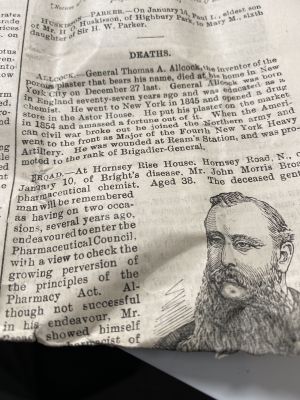 HUSKISSON—PARKER.—On January 14, Paul L., eldest son
of Mr. H Huskisson, of Highbury Park, to Mary M., sixth
daughter of Sir H. W. Parker.
DEATHS.
ALLCOCK.—General Thomas A. Allcock, the inventor of the
porous plaster that bears his name, died at his home in New
York city on December 27 last. General Allcock was born
in England seventy-seven years ago and was educated as a
chemist. He went to New York in 1845 and opened a drug
store in the Astor House. He put his plaster on the market
in 1854 and amassed a fortune out of it. When the Ameri-
can civil war broke out he joined the Northern army and
went to the front as Major of the Fourth New York Heavy
Artillery. He was wounded at Ream's Station, and was pro-
moted to the rank of Brigadier-General.
BROAD.—At Hornsey Rise House, Hornsey Road, N., o
January 10, of Bright's disease, Mr. John Morris Broa
pharmaceutical chemist. Aged 38. The deceased gent
man will be remembered
as having on two occa-
sions, several years ago,
endeavoured to enter the
Pharmaceutical Council,
with a view to check the
growing perversion of
the principles of the
Pharmacy Act. Al-
though not successful
in his endeavour, Mr.
showed himself
of